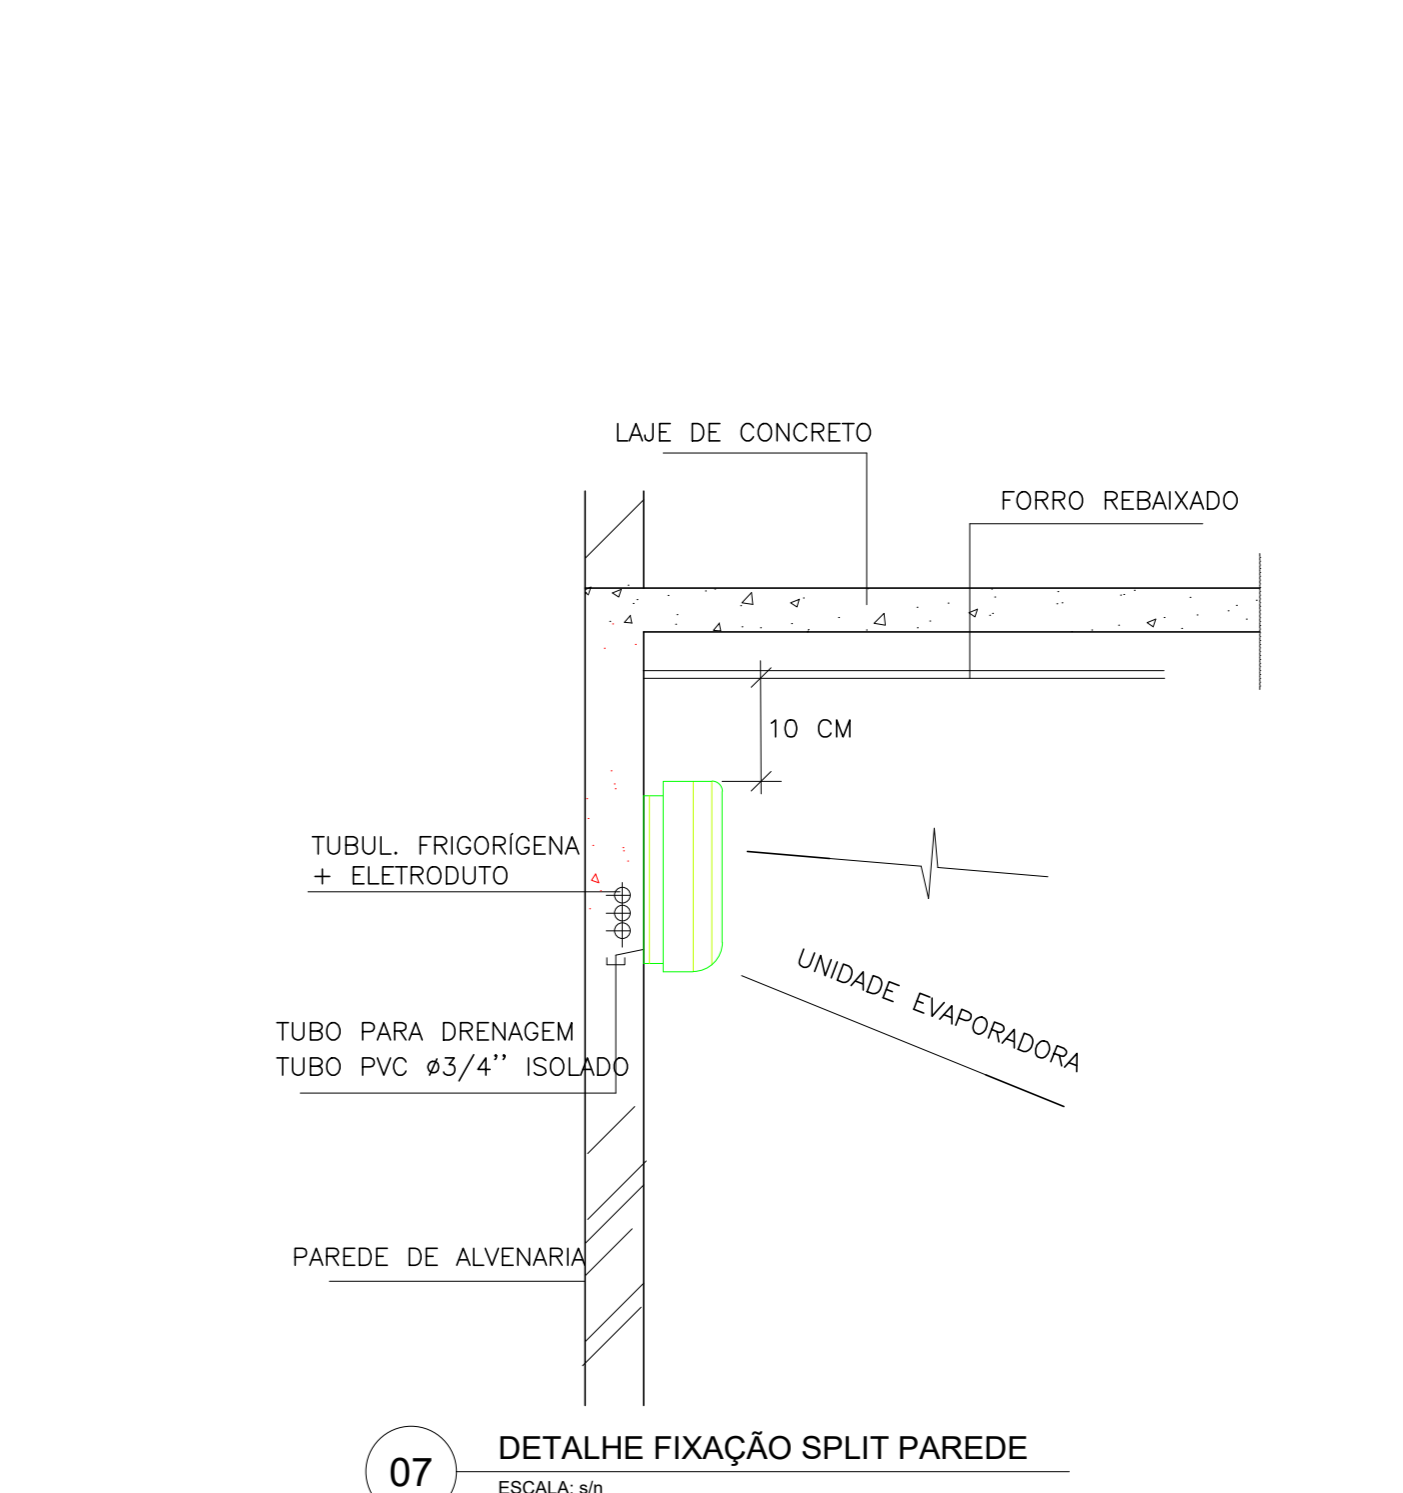 LAJE DE CONCRETO
FORRO REBAIXADO
10 CM
TUBUL. FRIGORÍGENA
+ ELETRODUTO
UNIDADE EVAPORADORA
TUBO PARA DRENAGEM
TUBO PVC ø3/4'' ISOLADO
PAREDE DE ALVENARIA
07
DETALHE FIXAÇÃO SPLIT PAREDE
ESCALA: s/n